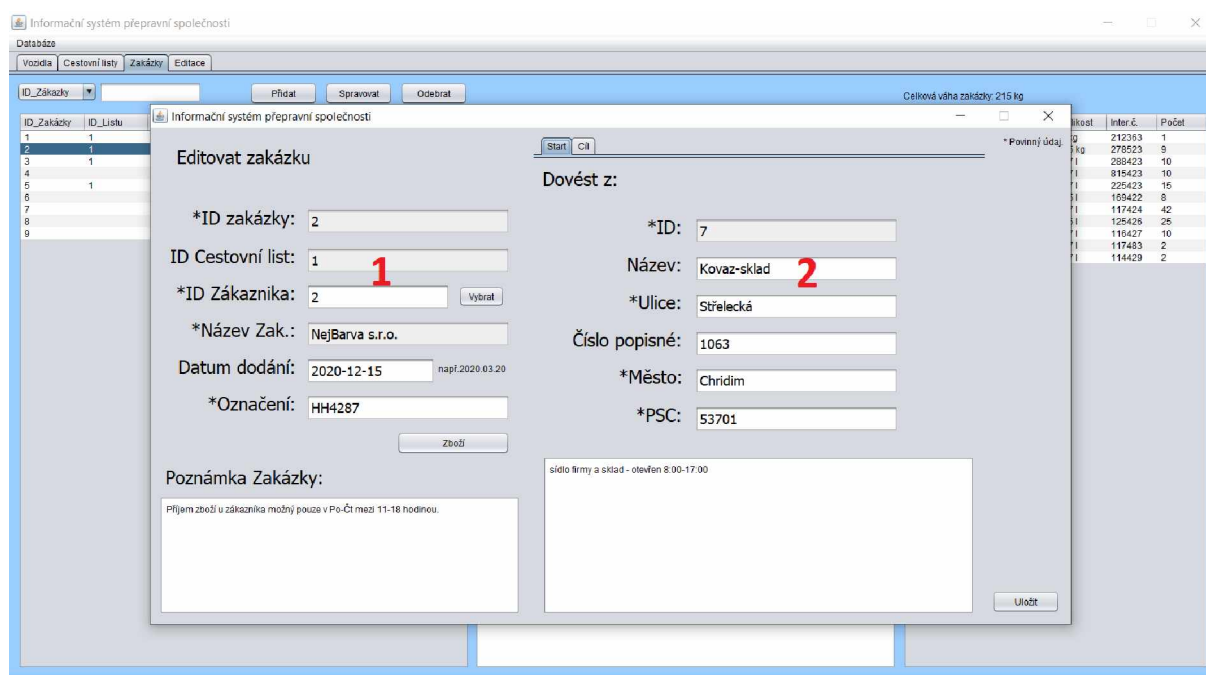 Informační systém přepravní společnosti
Databáze
Vozidla Cestovní listy Zakázky Editace
ID_Zákazky Přidat Spravovat Odebrat
Celková váha zakázky: 215 kg
ID_Zakázky ID_Listu
1 1
2 1
3 1
4
5 1
6
7
8
9
Informační systém přepravní společnosti
Editovat zakázku
*ID zakázky: 2
ID Cestovní list: 1
1
*ID Zákaznika: 2 Vybrat
*Název Zak.: NejBarva s.r.o.
Datum dodání: 2020-12-15 např.2020.03.20
*Označení: HH4287
Zboží
Poznámka Zakázky:
Příjem zboží u zákazníka možný pouze v Po-Čt mezi 11-18 hodinou.
Start Cíl
* Povinný údaj.
Dovést z:
*ID: 7
Název: Kovaz-sklad
2
*Ulice: Střelecká
Číslo popisné: 1063
*Město: Chridim
*PSC: 53701
sídlo firmy a sklad - otevřen 8:00-17:00
Uložit
likost Inter.č. Počet
212363 1
kg 278523 9
288423 10
815423 10
225423 15
169422 8
117424 42
125426 25
116427 10
117483 2
114429 2